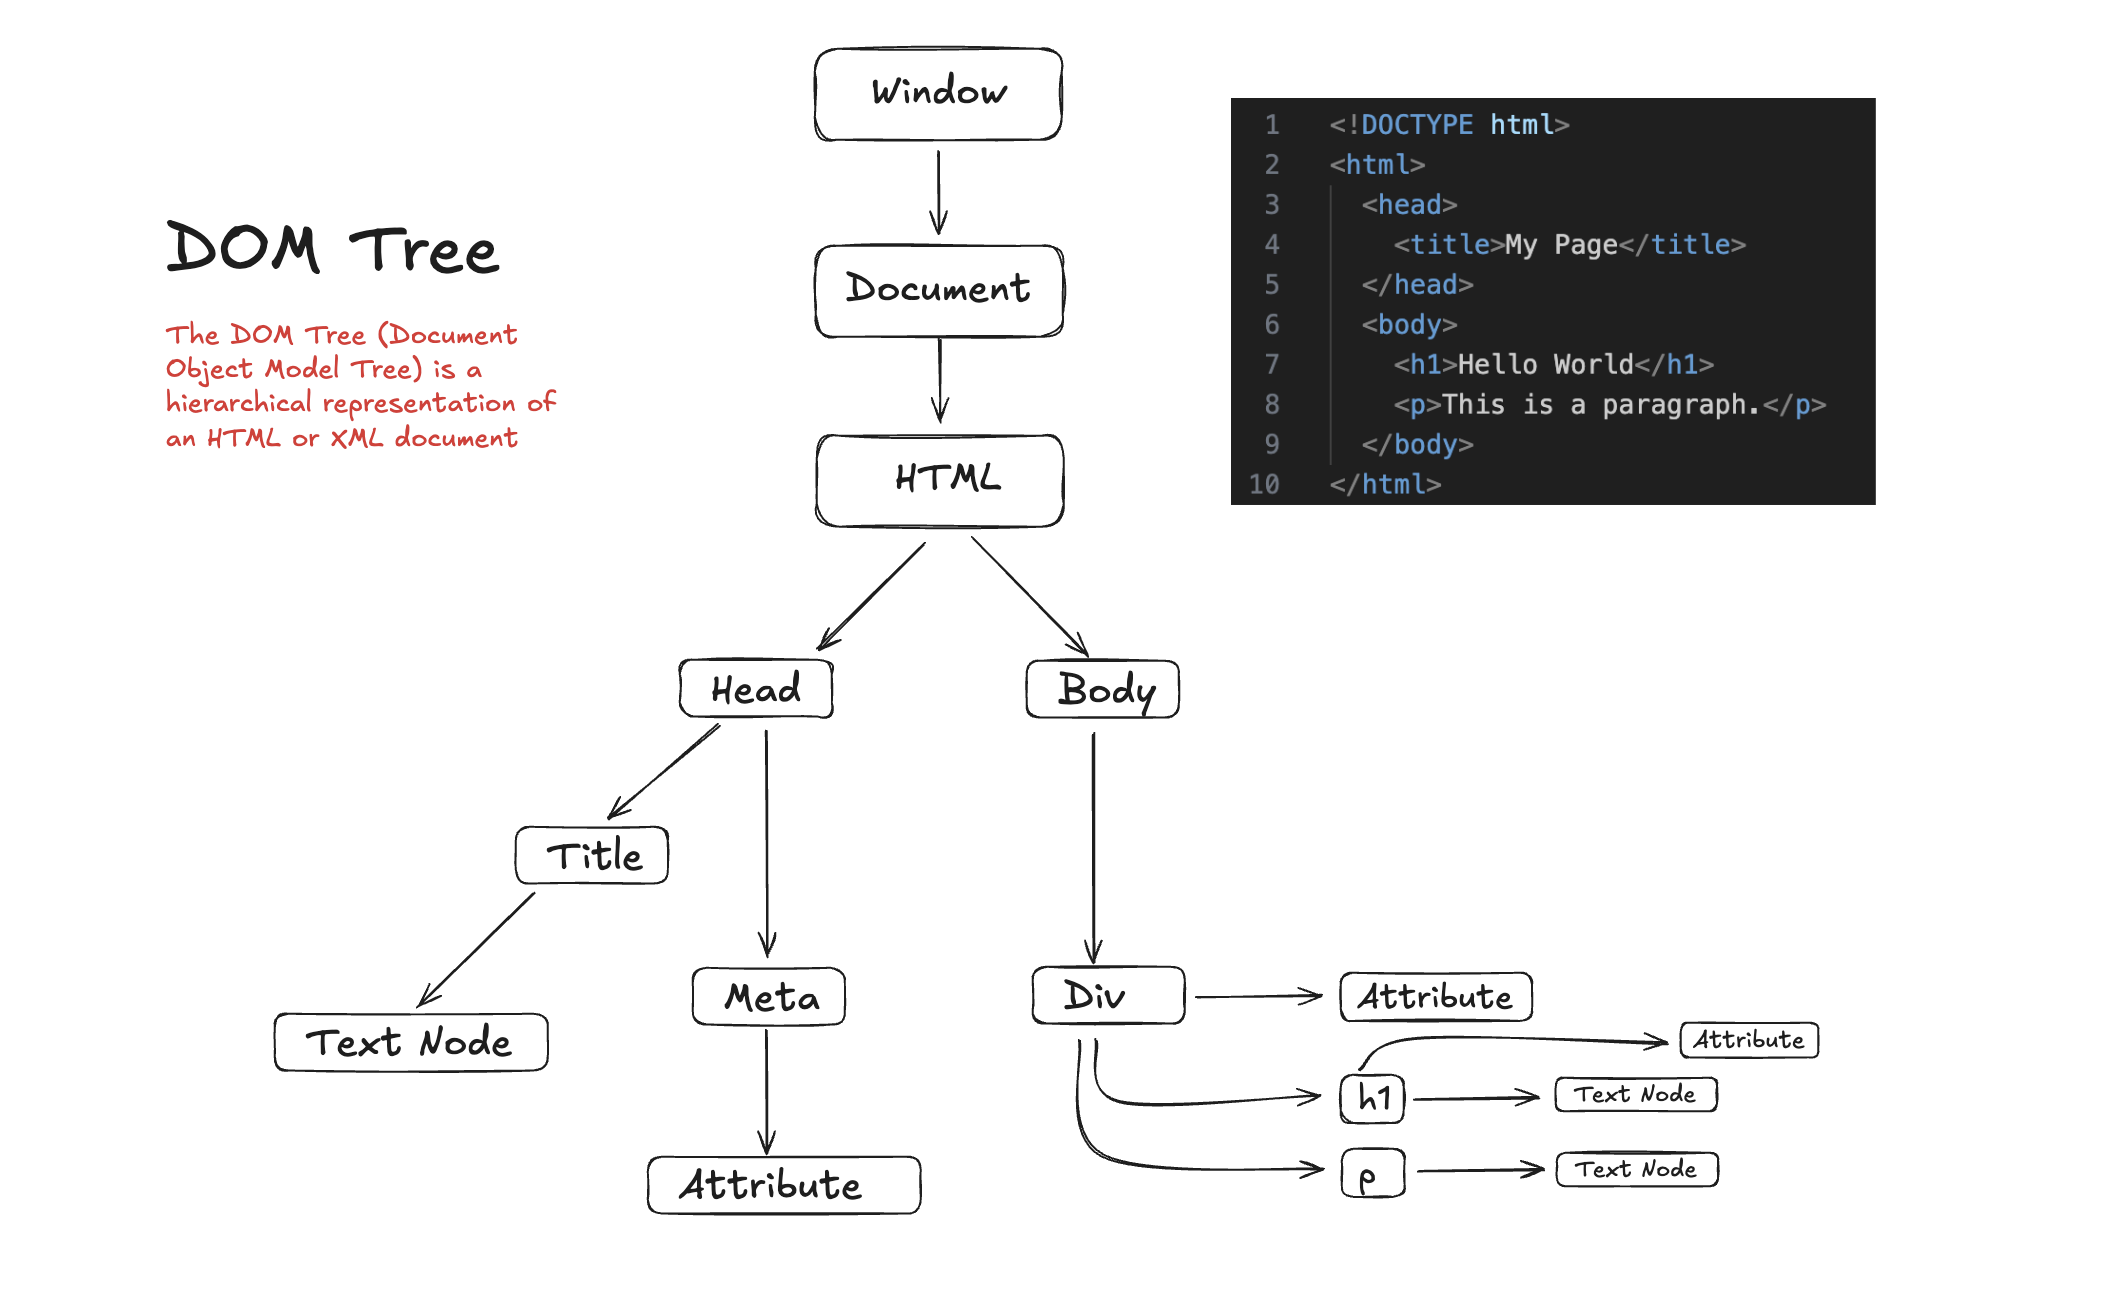 Window
DOM Tree
The DOM Tree (Document
Object Model Tree) is a
hierarchical representation of
an HTML or XML document
Document
HTML
1 <!DOCTYPE html>
2 <html>
3 <head>
4 <title>My Page</title>
5 </head>
6 <body>
7 <h1>Hello World</h1>
8 <p>This is a paragraph.</p>
9 </body>
10 </html>
Head
Body
Title
Text Node
Meta
Attribute
Div
Attribute
Attribute
h1
Text Node
p
Text Node